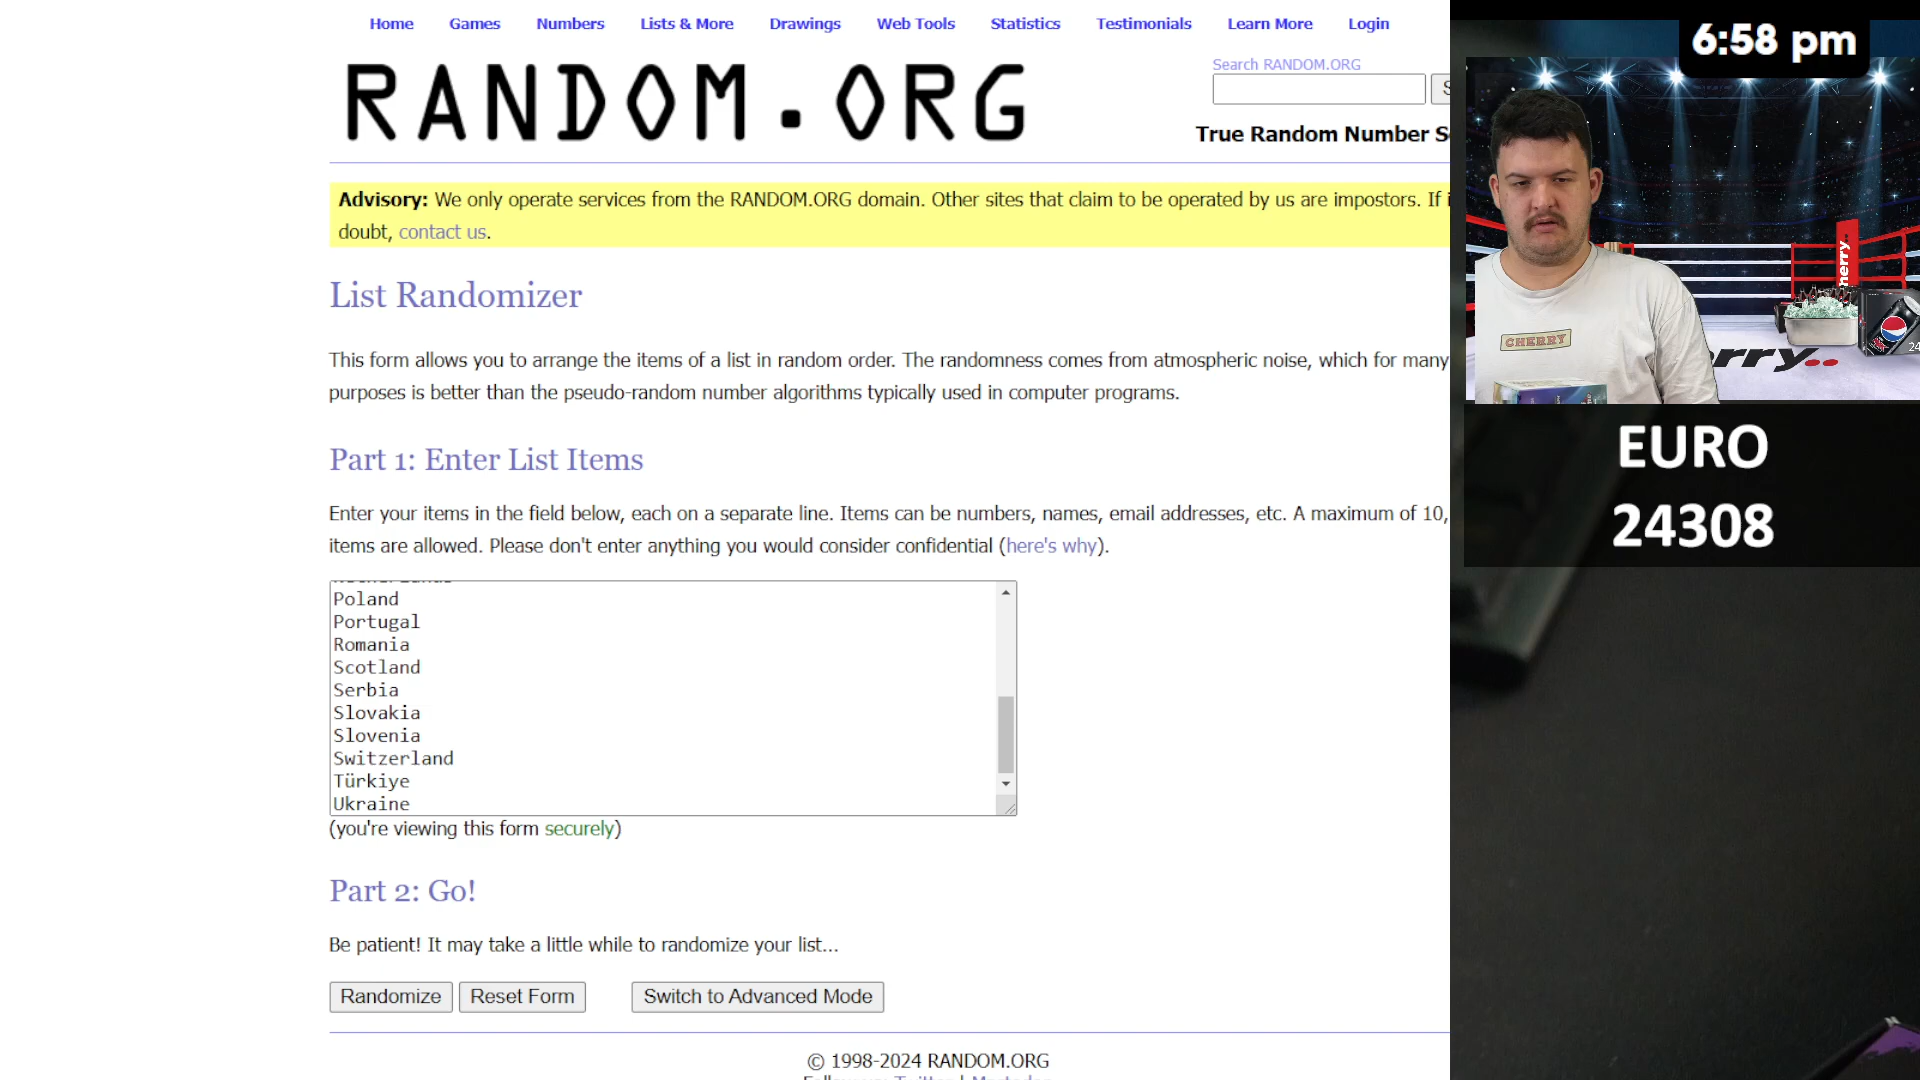 Home Games Numbers Lists & More Drawings Web Tools Statistics Testimonials Learn More Login
RANDOM.ORG
Search RANDOM.ORG
True Random Number
Advisory: We only operate services from the RANDOM.ORG domain. Other sites that claim to be operated by us are impostors. If
doubt, contact us.
List Randomizer
This form allows you to arrange the items of a list in random order. The randomness comes from atmospheric noise, which for many
purposes is better than the pseudo-random number algorithms typically used in computer programs.
Part 1: Enter List Items
Enter your items in the field below, each on a separate line. Items can be numbers, names, email addresses, etc. A maximum of 10,
items are allowed. Please don't enter anything you would consider confidential (here's why).
Poland
Portugal
Romania
Scotland
Serbia
Slovakia
Slovenia
Switzerland
Türkiye
Ukraine
(you're viewing this form securely)
Part 2: Go!
Be patient! It may take a little while to randomize your list...
Randomize Reset Form Switch to Advanced Mode
© 1998-2024 RANDOM.ORG
6:58 pm
CHERRY
herry..
erry..
24
EURO
24308